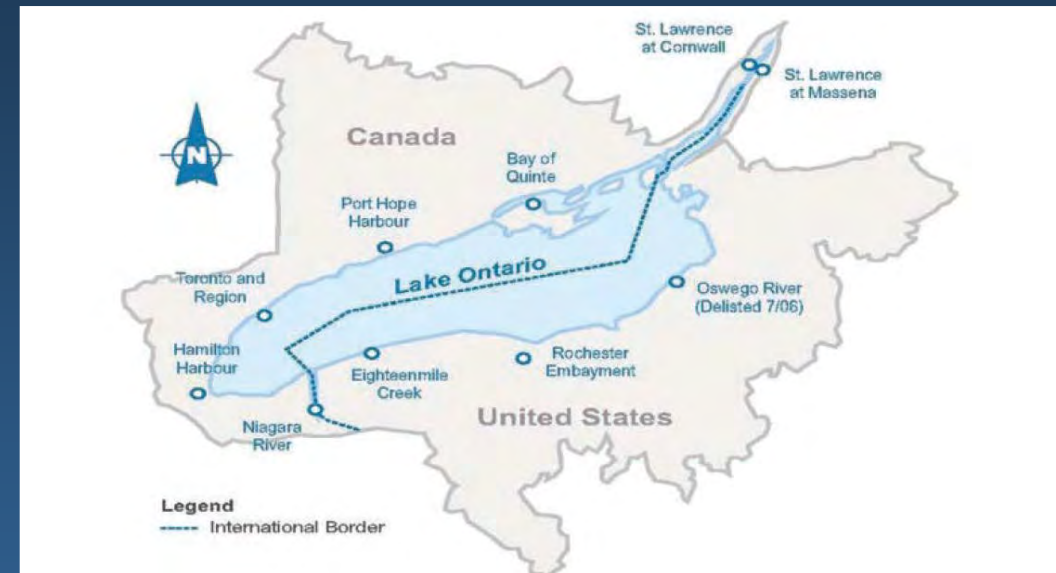 St. Lawrence
at Cornwall
St. Lawrence
at Massena
Canada
N
Bay of
Quinte
Port Hope
Harbour
Lake Ontario
Toronto and
Region
Oswego River
(Delisted 7/06)
Hamilton
Harbour
Eighteenmile
Creek
Rochester
Embayment
United States
Niagara
River
Legend
International Border